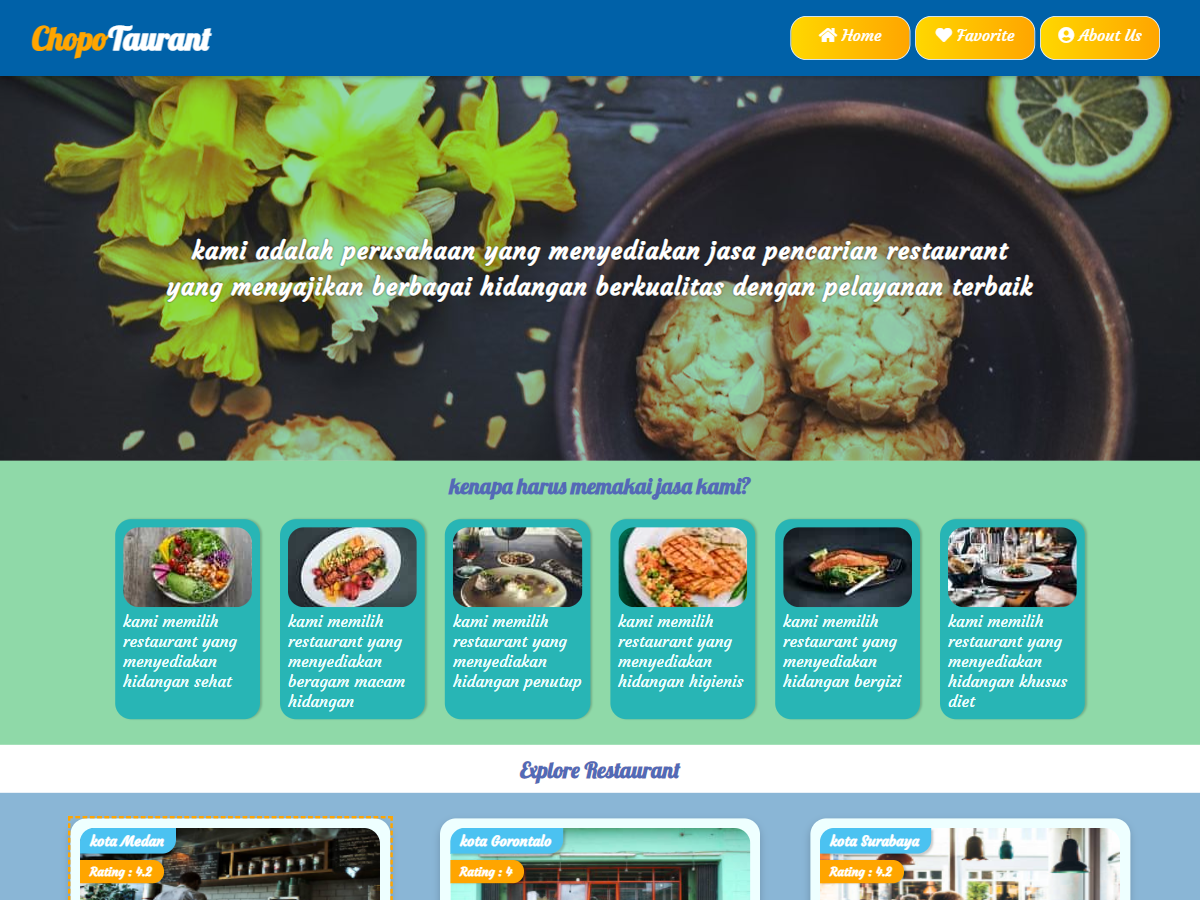 ChopoTaurant
Home
Favorite
About Us
kami adalah perusahaan yang menyediakan jasa pencarian restaurant
yang menyajikan berbagai hidangan berkualitas dengan pelayanan terbaik
kenapa harus memakai jasa kami?
kami memilih
restaurant yang
menyediakan
hidangan sehat
kami memilih
restaurant yang
menyediakan
beragam macam
hidangan
kami memilih
restaurant yang
menyediakan
hidangan penutup
kami memilih
restaurant yang
menyediakan
hidangan higienis
kami memilih
restaurant yang
menyediakan
hidangan bergizi
kami memilih
restaurant yang
menyediakan
hidangan khusus
diet
Explore Restaurant
kota Medan
Rating : 4.2
kota Gorontalo
Rating : 4
kota Surabaya
Rating : 4.2